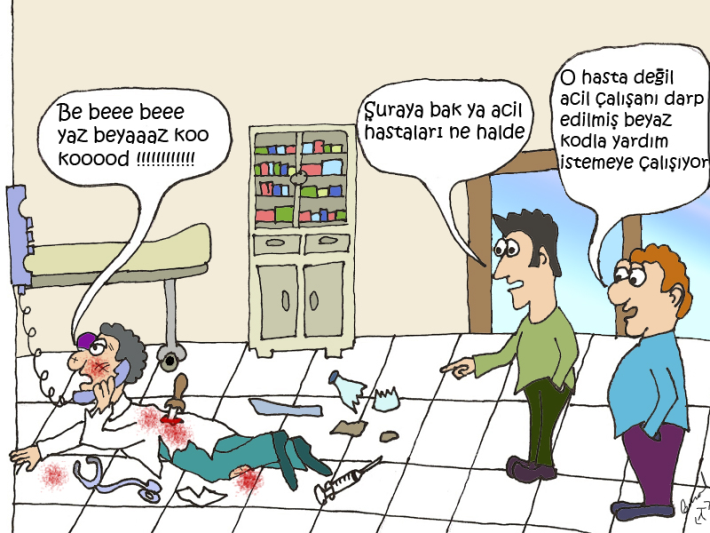 Be beee beee
yaz beyaaaz koo
kooood !!!!!!!!!!!!
Şuraya bak ya acil
hastaları ne halde
O hasta değil
acil çalışanı darp
edilmiş beyaz
kodla yardım
istemeye çalışıyor